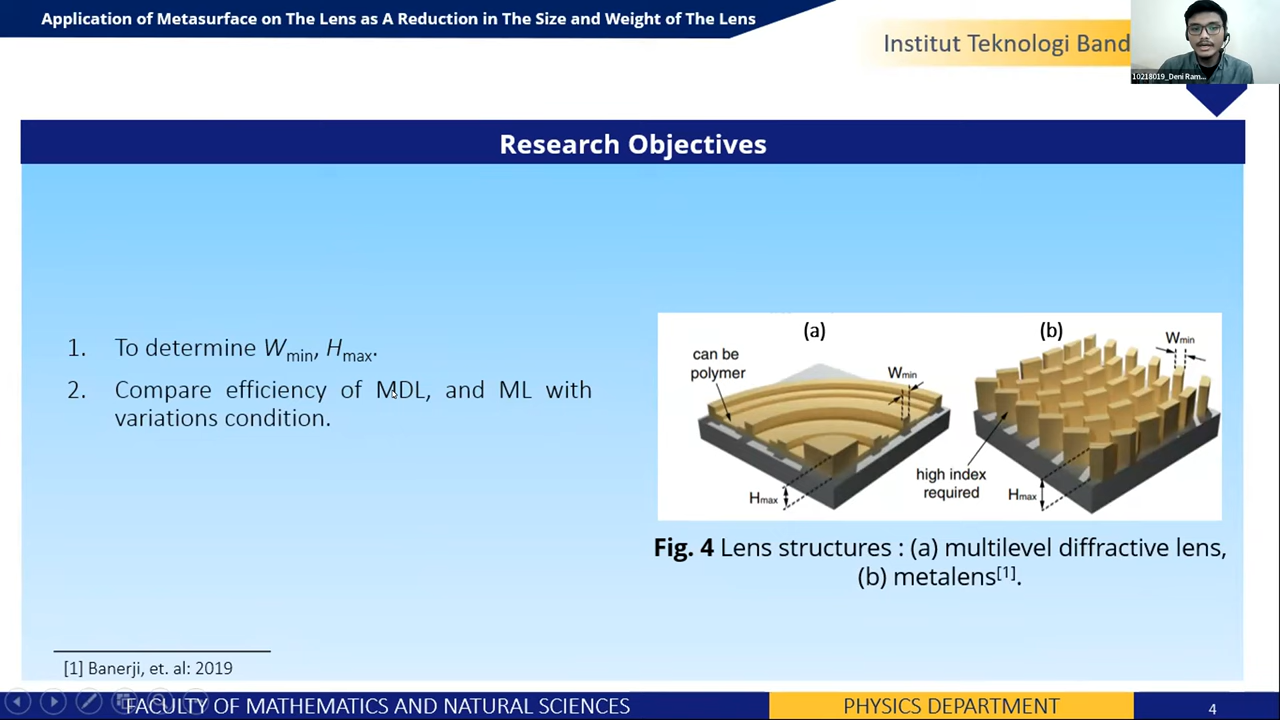 Application of Metasurface on The Lens as A Reduction in The Size and Weight of The Lens
Institut Teknologi Band
10218019_Deni Ram...
Research Objectives
1. To determine Wmin, Hmax.
2. Compare efficiency of MDL, and ML with
variations condition.
(a)
can be
polymer
Wmin
Hmax
(b)
Wmin
high index
required
Hmax
Fig. 4 Lens structures : (a) multilevel diffractive lens,
(b) metalens[1].
[1] Banerji, et. al: 2019
FACULTY OF MATHEMATICS AND NATURAL SCIENCES
PHYSICS DEPARTMENT
4